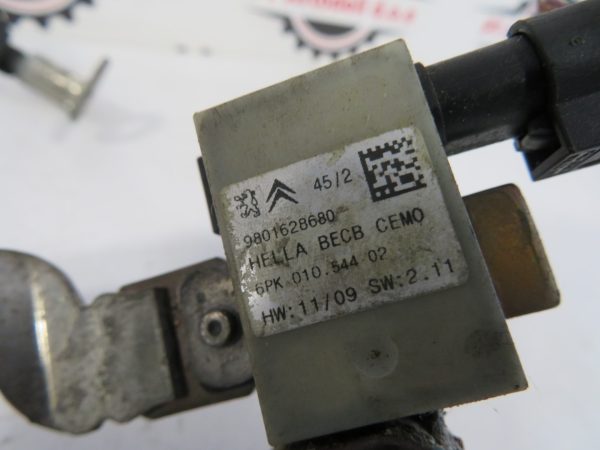 45/2
9801628680
HELLA BECB CEMO
6PK 010.544 02
HW:11/09 SW:2.11